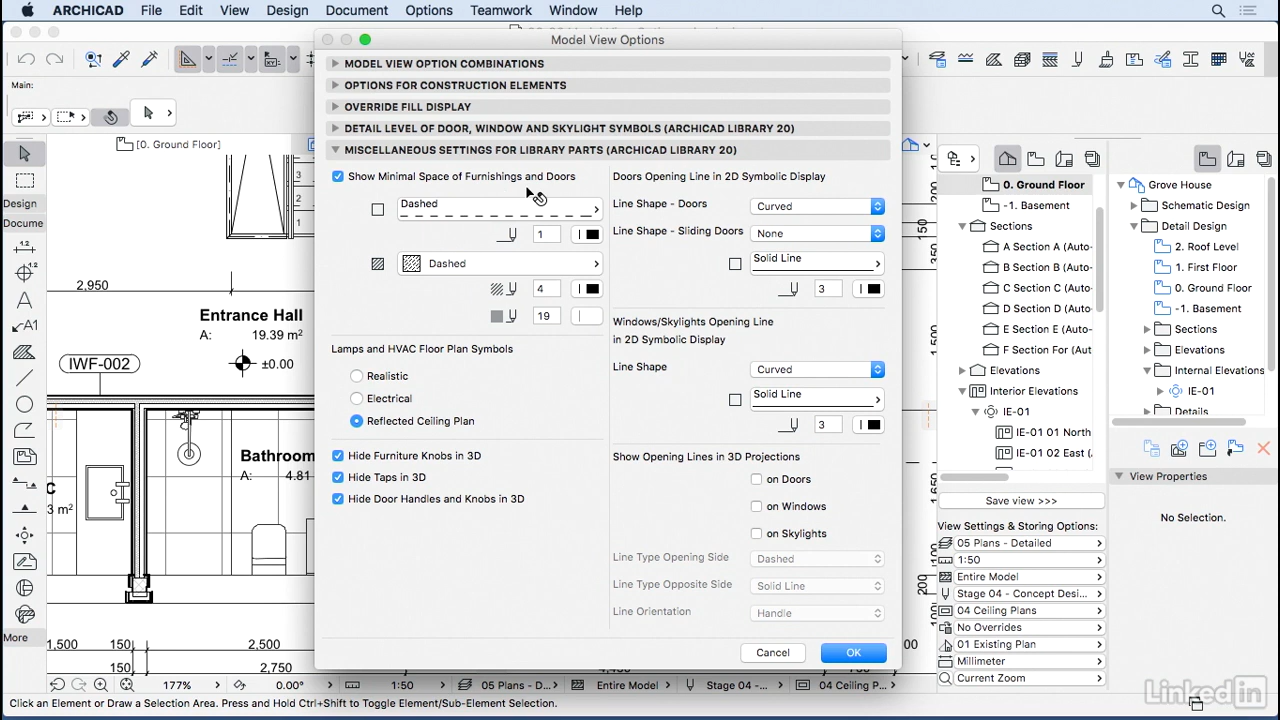 ARCHICAD File Edit View Design Document Options Teamwork Window Help
Model View Options
Main:
MODEL VIEW OPTION COMBINATIONS
OPTIONS FOR CONSTRUCTION ELEMENTS
OVERRIDE FILL DISPLAY
DETAIL LEVEL OF DOOR, WINDOW AND SKYLIGHT SYMBOLS (ARCHICAD LIBRARY 20)
MISCELLANEOUS SETTINGS FOR LIBRARY PARTS (ARCHICAD LIBRARY 20)
[0. Ground Floor]
Show Minimal Space of Furnishings and Doors
Dashed
1
Dashed
4
19
Lamps and HVAC Floor Plan Symbols
Realistic
Electrical
Reflected Ceiling Plan
Hide Furniture Knobs in 3D
Hide Taps in 3D
Hide Door Handles and Knobs in 3D
Doors Opening Line in 2D Symbolic Display
Line Shape - Doors Curved
Line Shape - Sliding Doors None
Solid Line
3
Windows/Skylights Opening Line
in 2D Symbolic Display
Line Shape Curved
Solid Line
3
Show Opening Lines in 3D Projections
on Doors
on Windows
on Skylights
Line Type Opening Side Dashed
Line Type Opposite Side Solid Line
Line Orientation Handle
Cancel OK
Design
Docume
More
2,950
Entrance Hall
A: 19.39 m²
IWF-002
±0.00
Bathroom
A: 4.81
3 m²
1,500 150 2,500
150 2,750
0. Ground Floor
-1. Basement
Sections
A Section A (Auto-
B Section B (Auto-
C Section C (Auto-
D Section D (Auto-
E Section E (Auto-
F Section For (Aut
Elevations
Interior Elevations
IE-01
IE-01 01 North
IE-01 02 East (
Grove House
Schematic Design
Detail Design
2. Roof Level
1. First Floor
0. Ground Floor
-1. Basement
Sections
Elevations
Internal Elevations
IE-01
Details
Save view >>>
View Settings & Storing Options:
05 Plans - Detailed
1:50
Entire Model
Stage 04 - Concept Desi...
04 Ceiling Plans
No Overrides
01 Existing Plan
Millimeter
Current Zoom
View Properties
No Selection.
177% 0.00° 1:50 05 Plans - D... Entire Model Stage 04 -... 04 Ceiling P...
Click an Element or Draw a Selection Area. Press and Hold Ctrl+Shift to Toggle Element/Sub-Element Selection.
LinkedIn